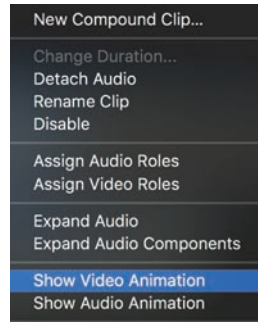 New Compound Clip...
Change Duration...
Detach Audio
Rename Clip
Disable
Assign Audio Roles
Assign Video Roles
Expand Audio
Expand Audio Components
Show Video Animation
Show Audio Animation